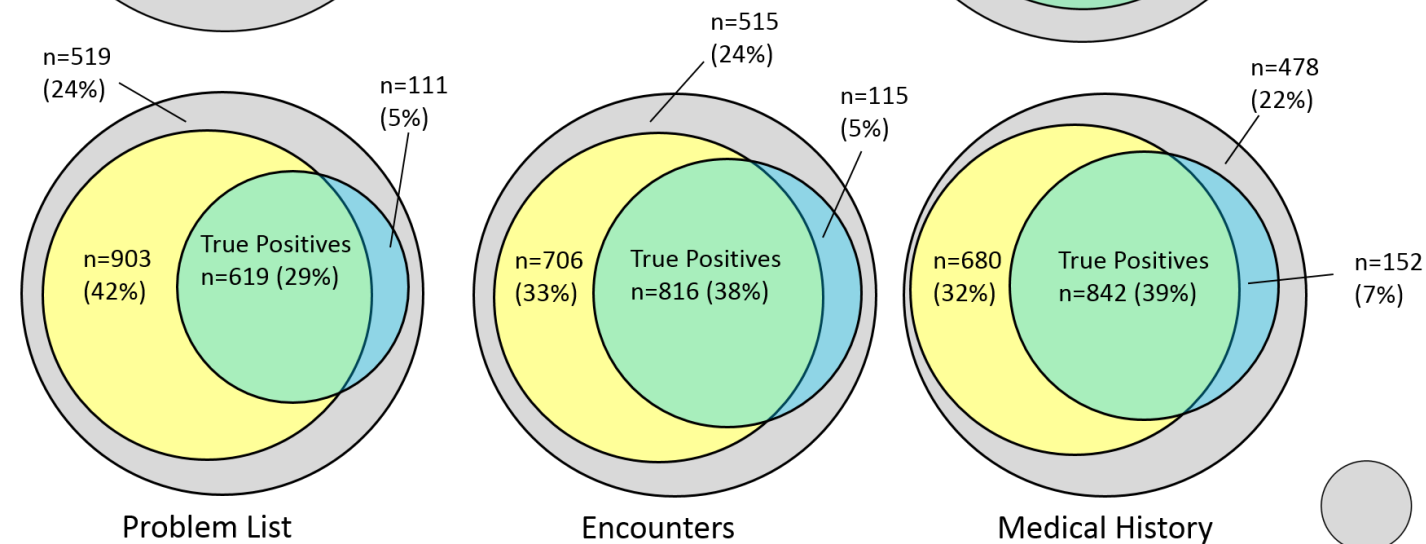 n=519
(24%)
n=111
(5%)
n=903
(42%)
True Positives
n=619 (29%)
Problem List
n=515
(24%)
n=115
(5%)
n=706
(33%)
True Positives
n=816 (38%)
Encounters
n=478
(22%)
n=680
(32%)
True Positives
n=842 (39%)
n=152
(7%)
Medical History